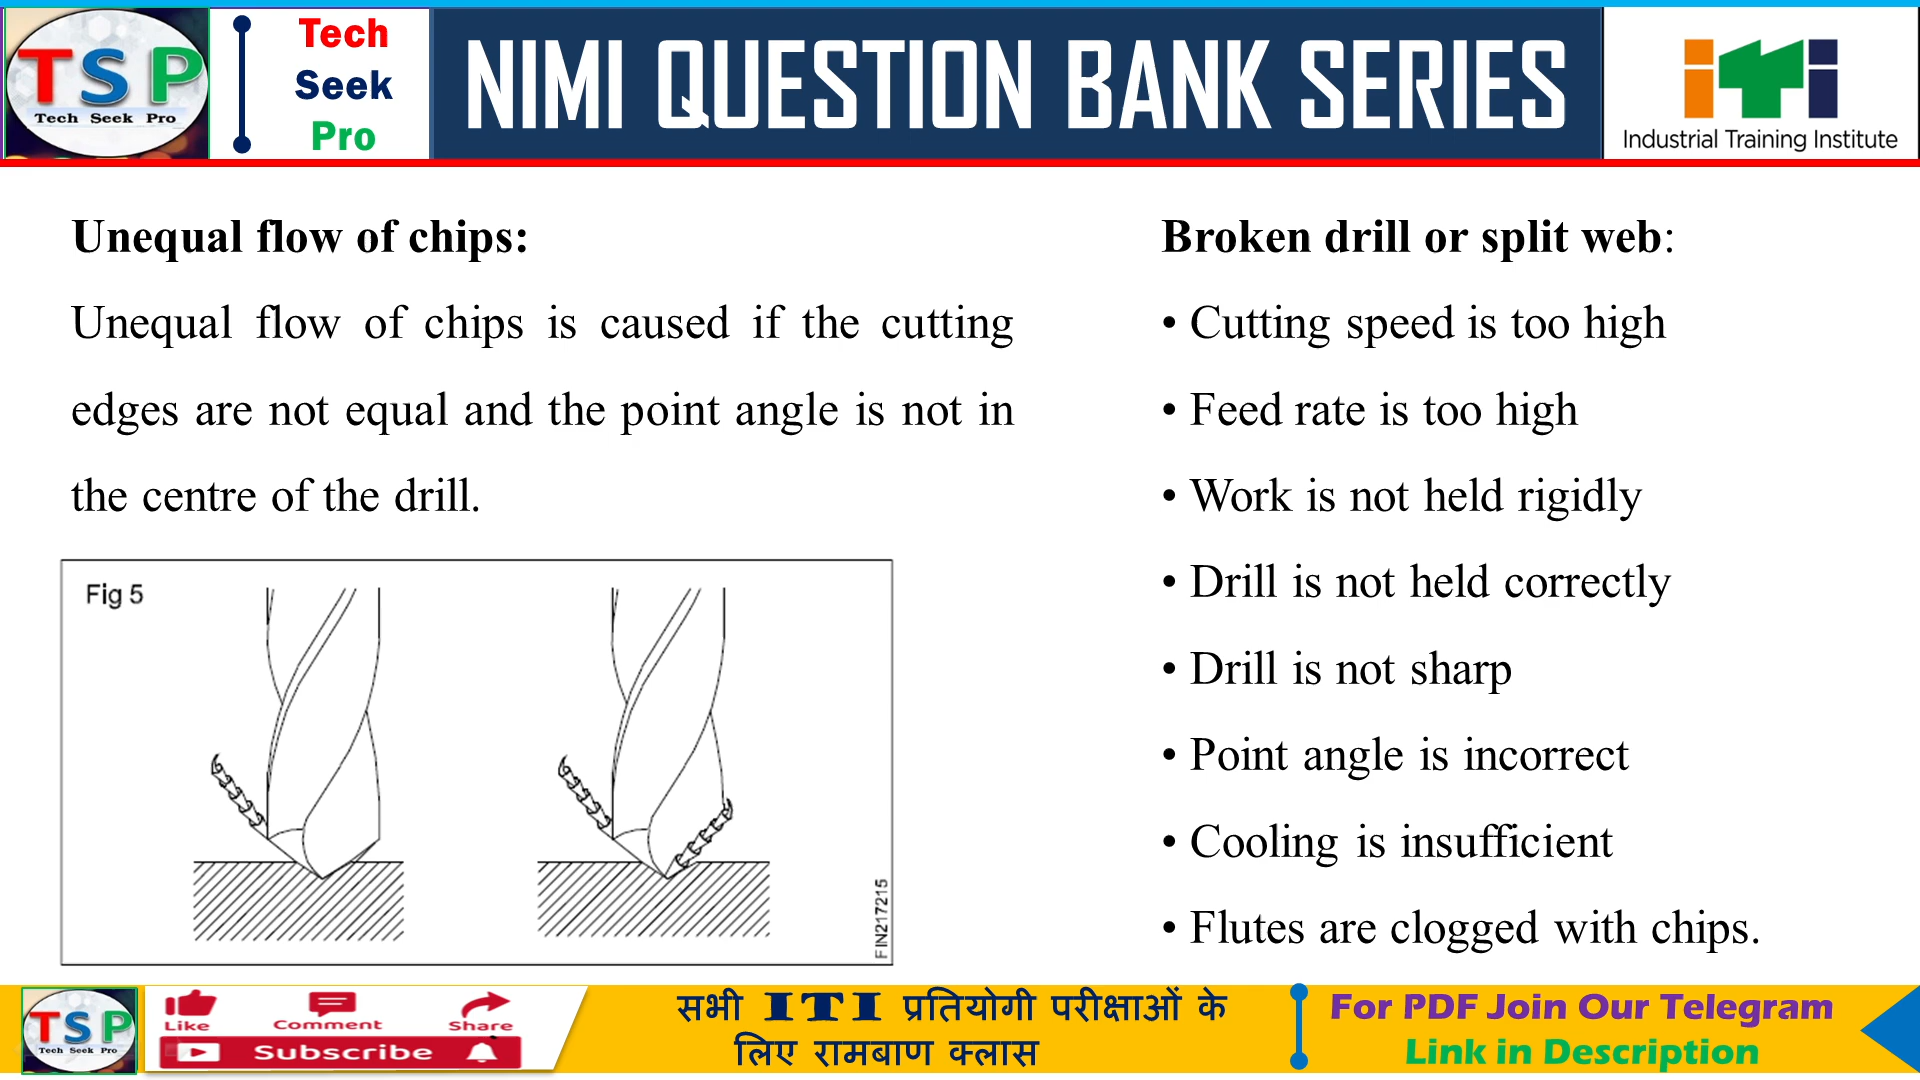 TSP
Tech Seek Pro
Tech
Seek
Pro
NIMI QUESTION BANK SERIES
iTi
Industrial Training Institute
Unequal flow of chips:
Unequal flow of chips is caused if the cutting
edges are not equal and the point angle is not in
the centre of the drill.
Fig 5
FIN217215
Broken drill or split web:
• Cutting speed is too high
• Feed rate is too high
• Work is not held rigidly
• Drill is not held correctly
• Drill is not sharp
• Point angle is incorrect
• Cooling is insufficient
• Flutes are clogged with chips.
TSP
Tech Seek Pro
Like
Comment
Share
Subscribe
सभी ITI प्रतियोगी परीक्षाओं के
लिए रामबाण क्लास
For PDF Join Our Telegram
Link in Description